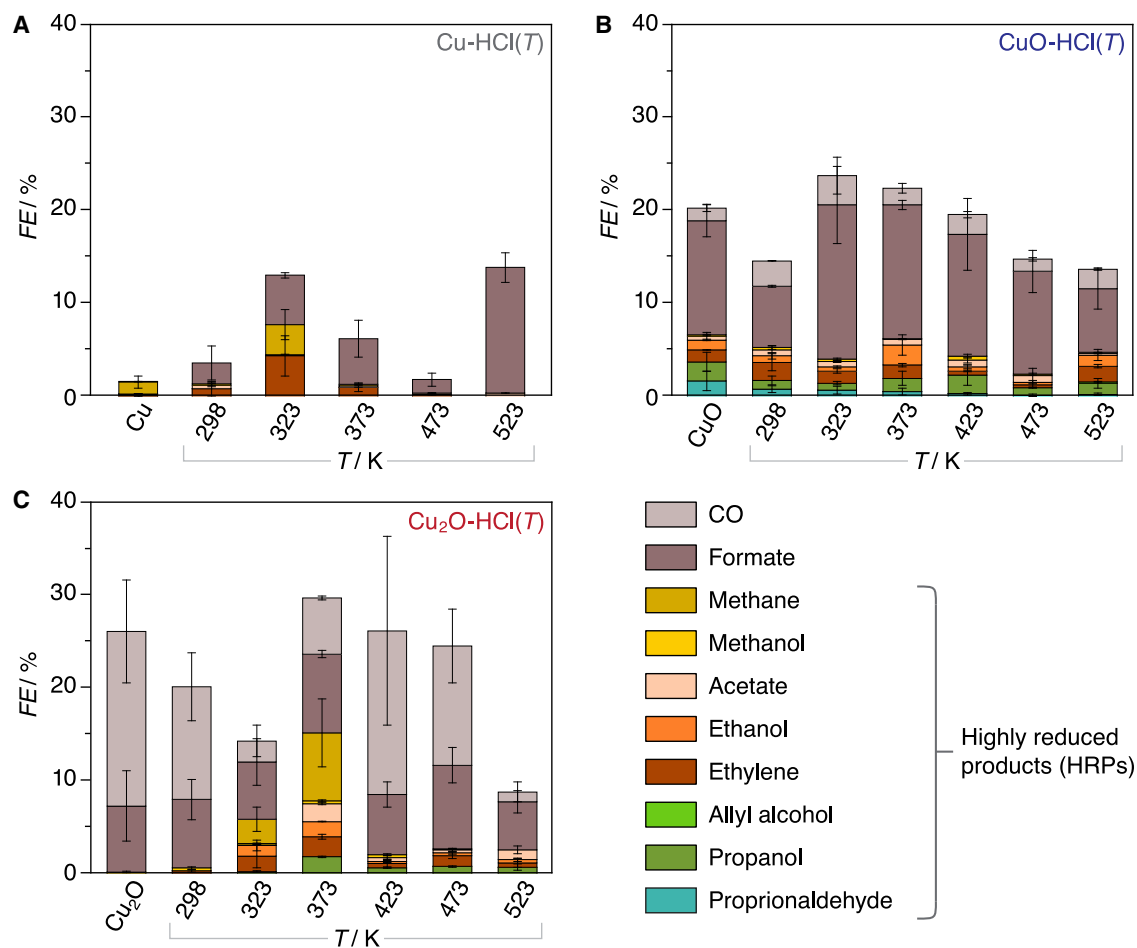 A
Cu-HCl(T)
40
30
20
10
0
FE / %
Cu
298
323
373
473
523
T / K
B
CuO-HCl(T)
40
30
20
10
0
FE / %
CuO
298
323
373
423
473
523
T / K
C
Cu₂O-HCl(T)
40
30
20
10
0
FE / %
Cu₂O
298
323
373
423
473
523
T / K
CO
Formate
Methane
Methanol
Acetate
Ethanol
Ethylene
Allyl alcohol
Propanol
Proprionaldehyde
Highly reduced
products (HRPs)